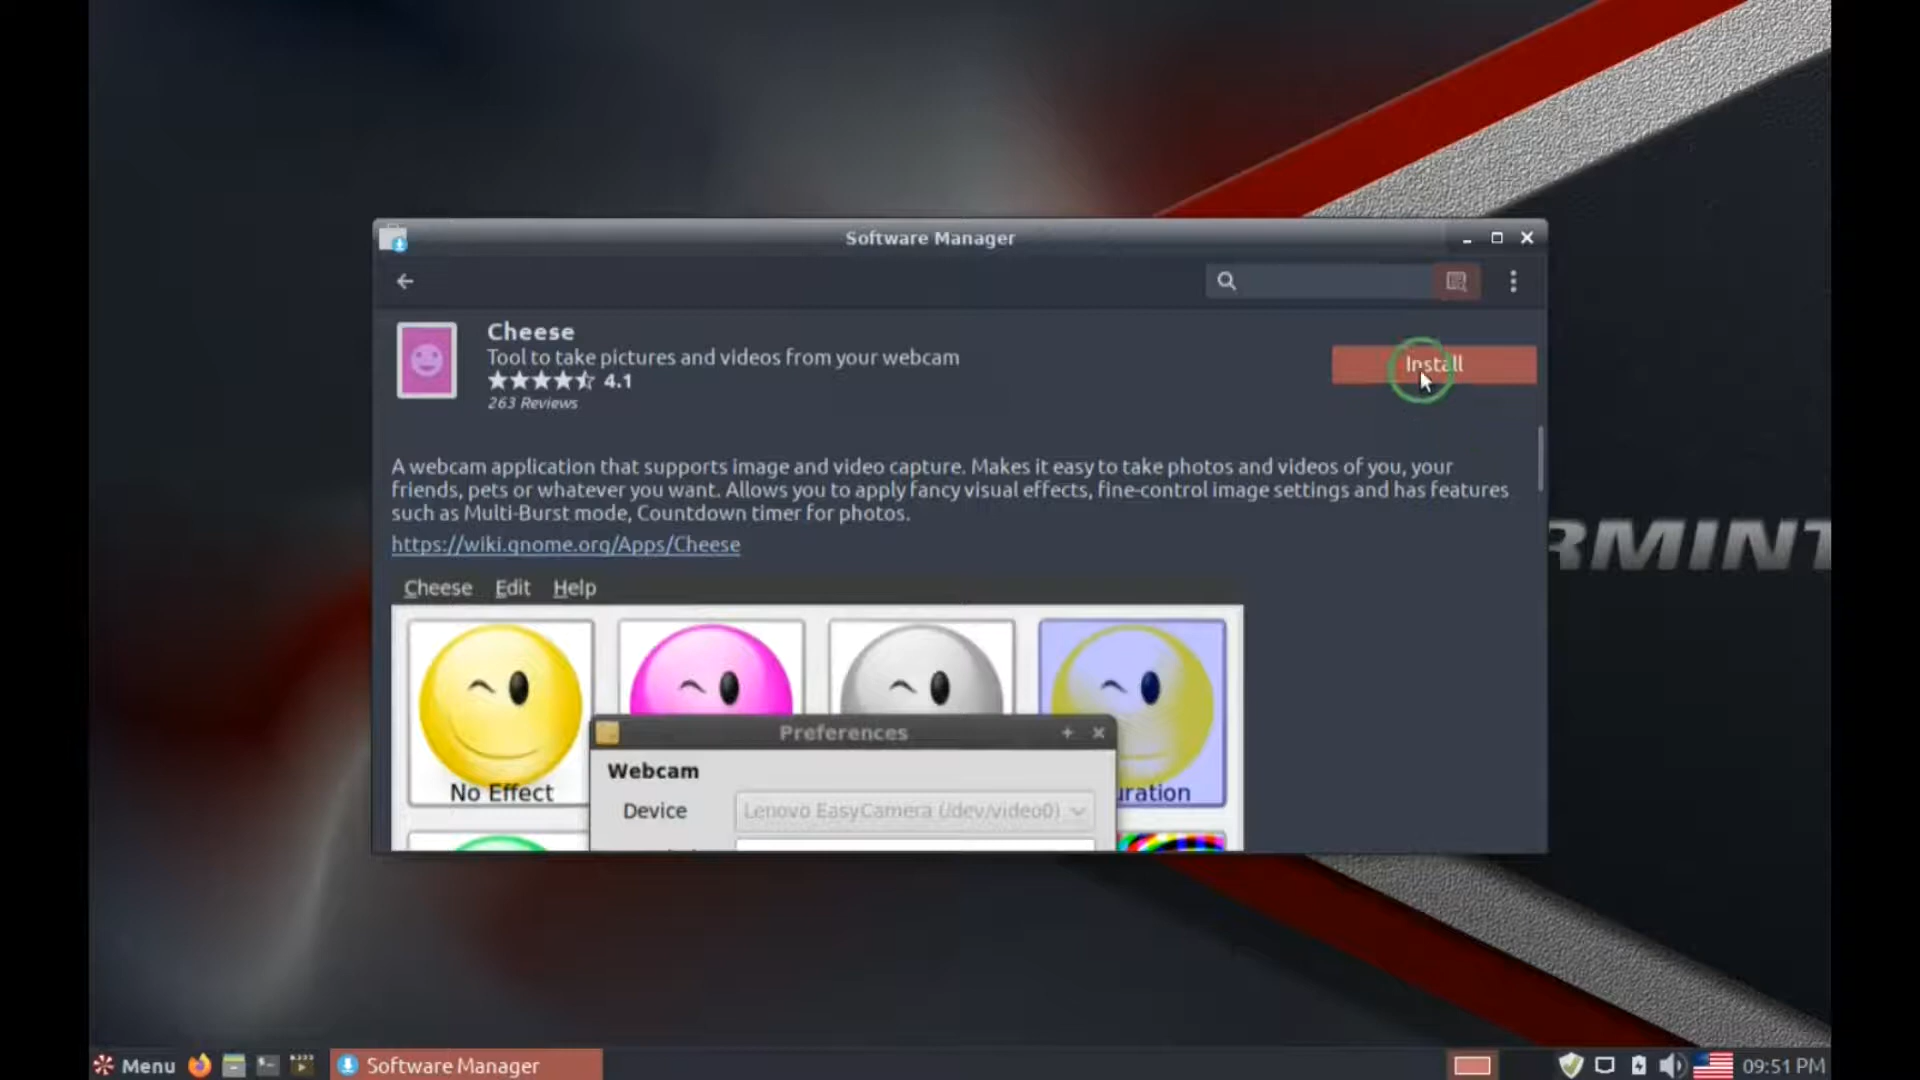 Software Manager
Cheese
Tool to take pictures and videos from your webcam
4.1
263 Reviews
Install
A webcam application that supports image and video capture. Makes it easy to take photos and videos of you, your
friends, pets or whatever you want. Allows you to apply fancy visual effects, fine-control image settings and has features
such as Multi-Burst mode, Countdown timer for photos.
https://wiki.gnome.org/Apps/Cheese
RMINT
Cheese Edit Help
No Effect
uration
Preferences
Webcam
Device
Lenovo EasyCamera (/dev/video0)
Menu
Software Manager
09:51 PM